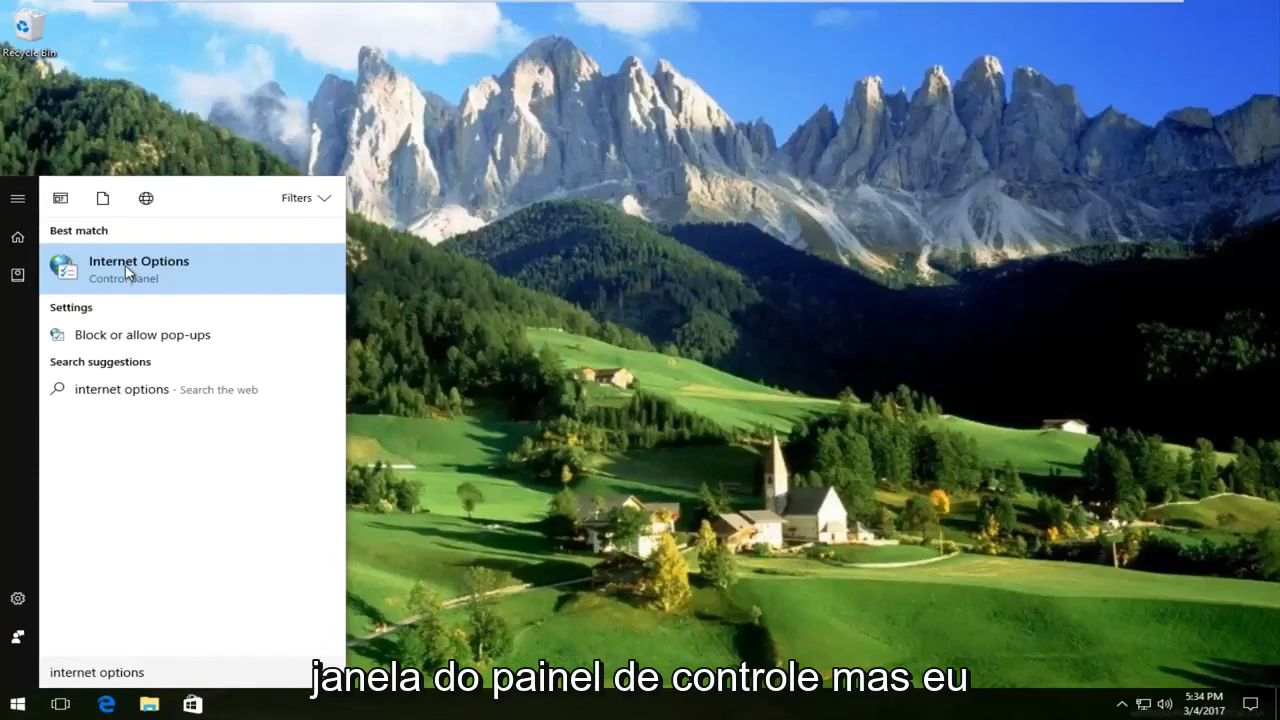 Recycle Bin
Filters
Best match
Internet Options
Control panel
Settings
Block or allow pop-ups
Search suggestions
internet options - Search the web
internet options
janela do painel de controle mas eu
5:34 PM
3/4/2017